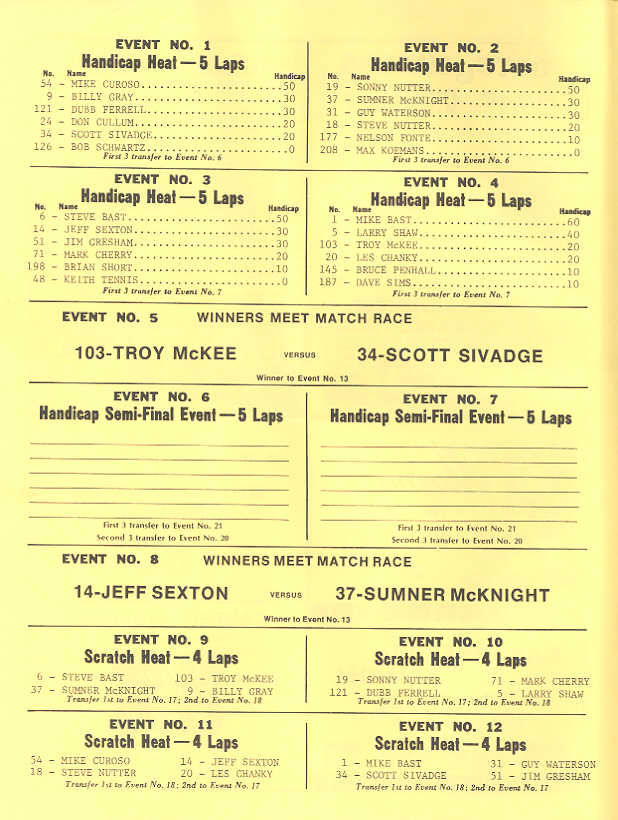 EVENT NO. 1
Handicap Heat — 5 Laps
No. Name Handicap
54 - MIKE CUROSO....................50
9 - BILLY GRAY....................30
121 - DUBB FERRELL....................30
24 - DON CULLUM....................20
34 - SCOTT SIVADGE....................20
126 - BOB SCHWARTZ....................0
First 3 transfer to Event No. 6
EVENT NO. 2
Handicap Heat — 5 Laps
No. Name Handicap
19 - SONNY NUTTER....................50
37 - SUMNER McKNIGHT....................30
31 - GUY WATERSON....................30
18 - STEVE NUTTER....................20
177 - NELSON FONTE....................10
208 - MAX KOEMANS....................0
First 3 transfer to Event No. 6
EVENT NO. 3
Handicap Heat — 5 Laps
No. Name Handicap
6 - STEVE BAST....................50
14 - JEFF SEXTON....................30
51 - JIM GRESHAM....................30
71 - MARK CHERRY....................20
198 - BRIAN SHORT....................10
48 - KEITH TENNIS....................0
First 3 transfer to Event No. 7
EVENT NO. 4
Handicap Heat — 5 Laps
No. Name Handicap
1 - MIKE BAST....................60
5 - LARRY SHAW....................40
103 - TROY McKEE....................20
20 - LES CHANKY....................20
145 - BRUCE PENHALL....................10
187 - DAVE SIMS....................10
First 3 transfer to Event No. 7
EVENT NO. 5 WINNERS MEET MATCH RACE
103-TROY McKEE VERSUS 34-SCOTT SIVADGE
Winner to Event No. 13
EVENT NO. 6
Handicap Semi-Final Event — 5 Laps
First 3 transfer to Event No. 21
Second 3 transfer to Event No. 20
EVENT NO. 7
Handicap Semi-Final Event — 5 Laps
First 3 transfer to Event No. 21
Second 3 transfer to Event No. 20
EVENT NO. 8 WINNERS MEET MATCH RACE
14-JEFF SEXTON VERSUS 37-SUMNER McKNIGHT
Winner to Event No. 13
EVENT NO. 9
Scratch Heat — 4 Laps
6 - STEVE BAST 103 - TROY McKEE
37 - SUMNER McKNIGHT 9 - BILLY GRAY
Transfer 1st to Event No. 17; 2nd to Event No. 18
EVENT NO. 10
Scratch Heat — 4 Laps
19 - SONNY NUTTER 71 - MARK CHERRY
121 - DUBB FERRELL 5 - LARRY SHAW
Transfer 1st to Event No. 17; 2nd to Event No. 18
EVENT NO. 11
Scratch Heat — 4 Laps
54 - MIKE CUROSO 14 - JEFF SEXTON
18 - STEVE NUTTER 20 - LES CHANKY
Transfer 1st to Event No. 18; 2nd to Event No. 17
EVENT NO. 12
Scratch Heat — 4 Laps
1 - MIKE BAST 31 - GUY WATERSON
34 - SCOTT SIVADGE 51 - JIM GRESHAM
Transfer 1st to Event No. 18; 2nd to Event No. 17